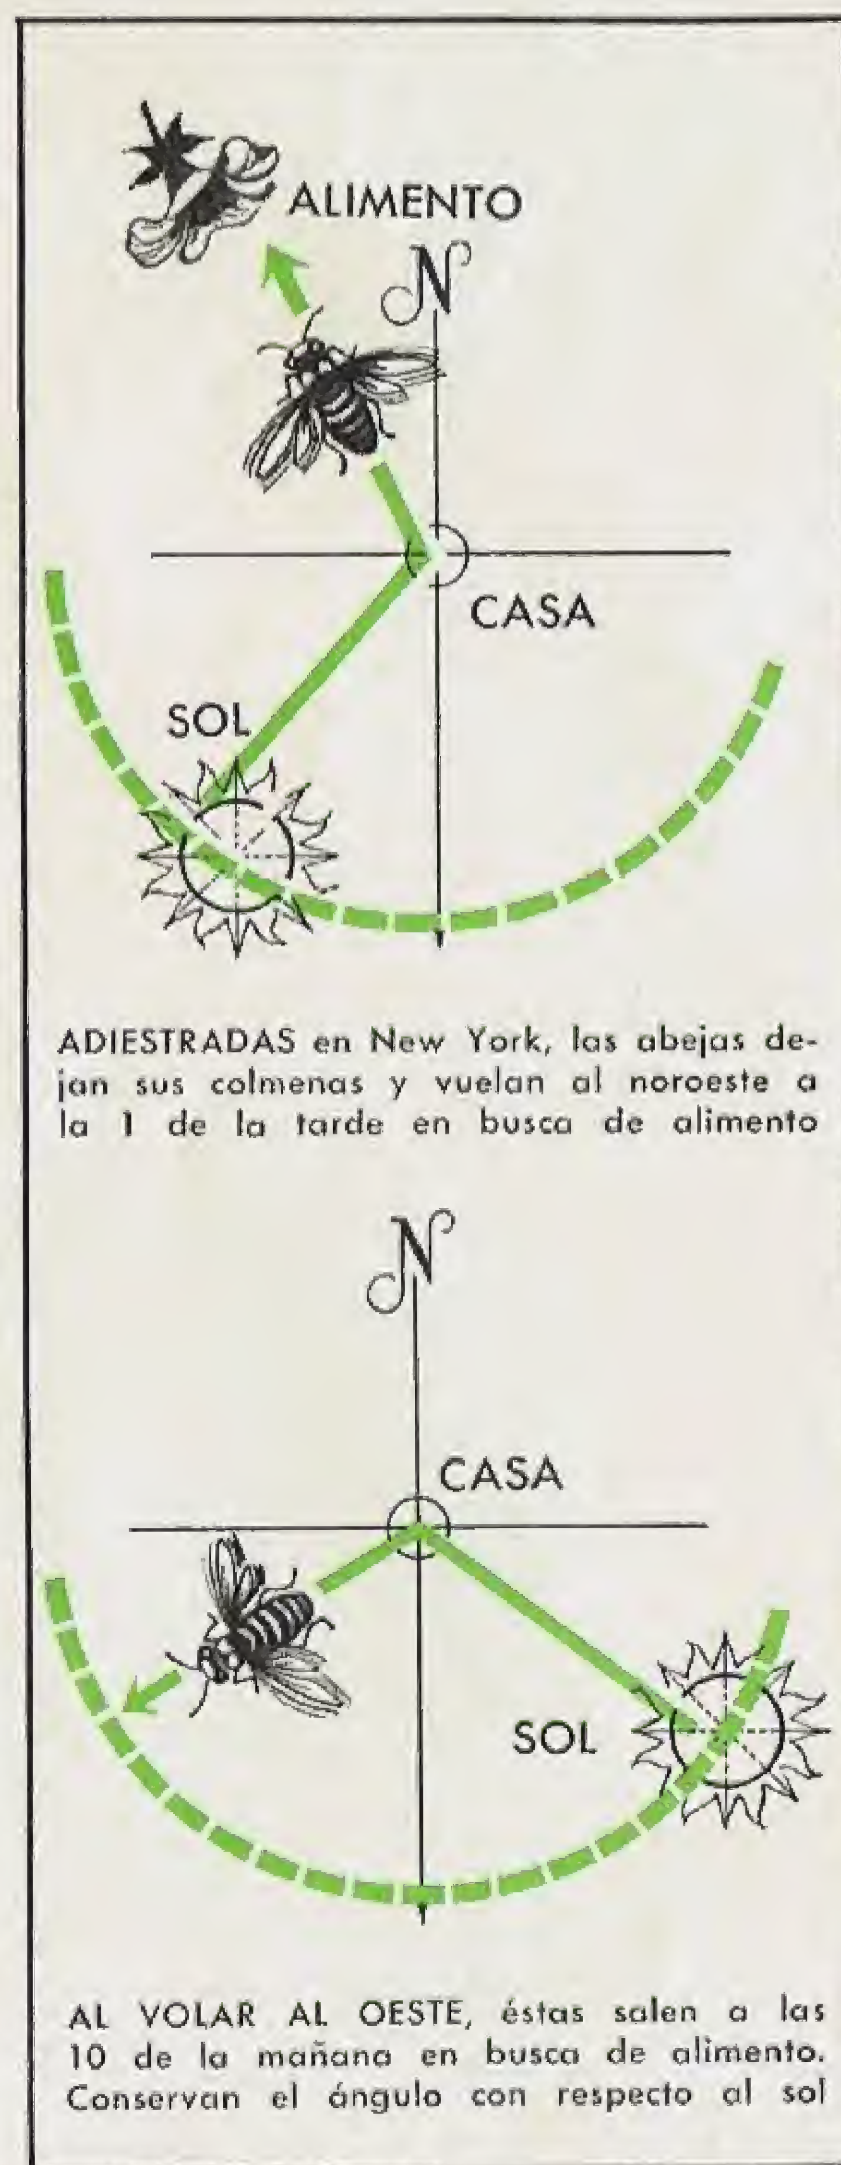 ALIMENTO
N
CASA
SOL
ADIESTRADAS en New York, las abejas de-
jan sus colmenas y vuelan al noroeste a
la 1 de la tarde en busca de alimento
N
CASA
SOL
AL VOLAR AL OESTE, éstas salen a las
10 de la mañana en busca de alimento.
Conservan el ángulo con respecto al sol